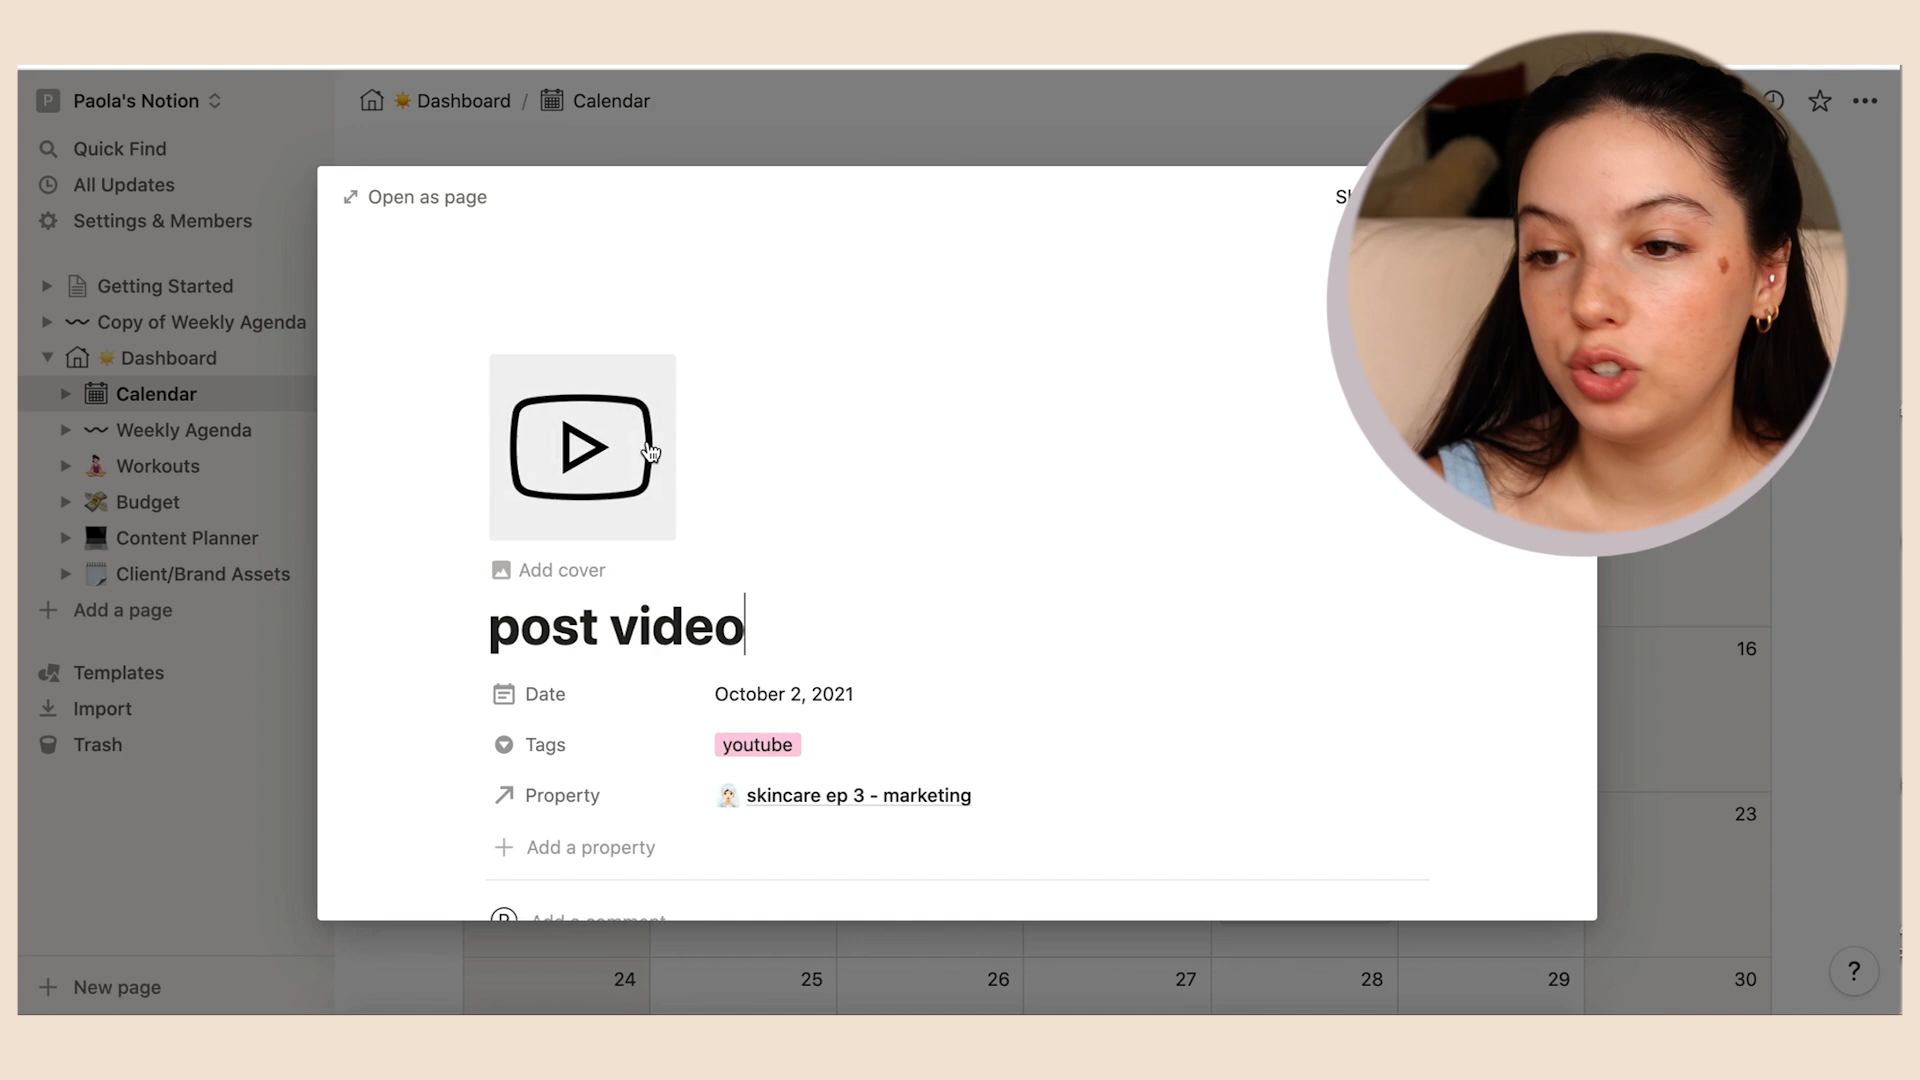 P Paola's Notion
Dashboard / Calendar
Quick Find
All Updates
Settings & Members
Open as page
Getting Started
Copy of Weekly Agenda
Dashboard
Calendar
Weekly Agenda
Workouts
Budget
Content Planner
Client/Brand Assets
Add a page
Templates
Import
Trash
New page
Add cover
post video
Date October 2, 2021
Tags youtube
Property skincare ep 3 - marketing
Add a property
Add a comment
16
23
24 25 26 27 28 29 30
?